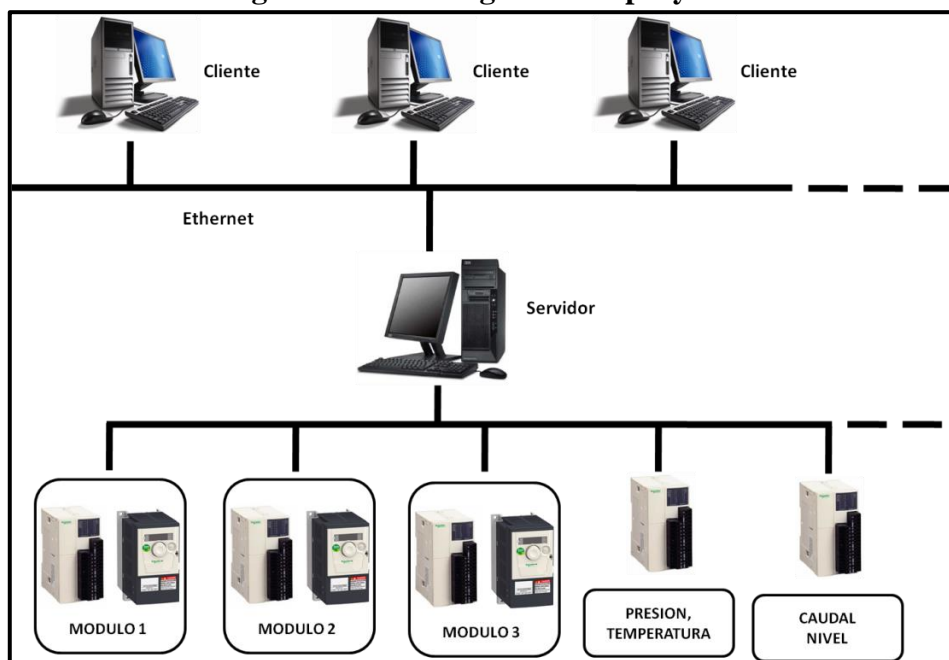 Cliente
Cliente
Cliente
Ethernet
Servidor
MODULO 1
MODULO 2
MODULO 3
PRESION,
TEMPERATURA
CAUDAL
NIVEL